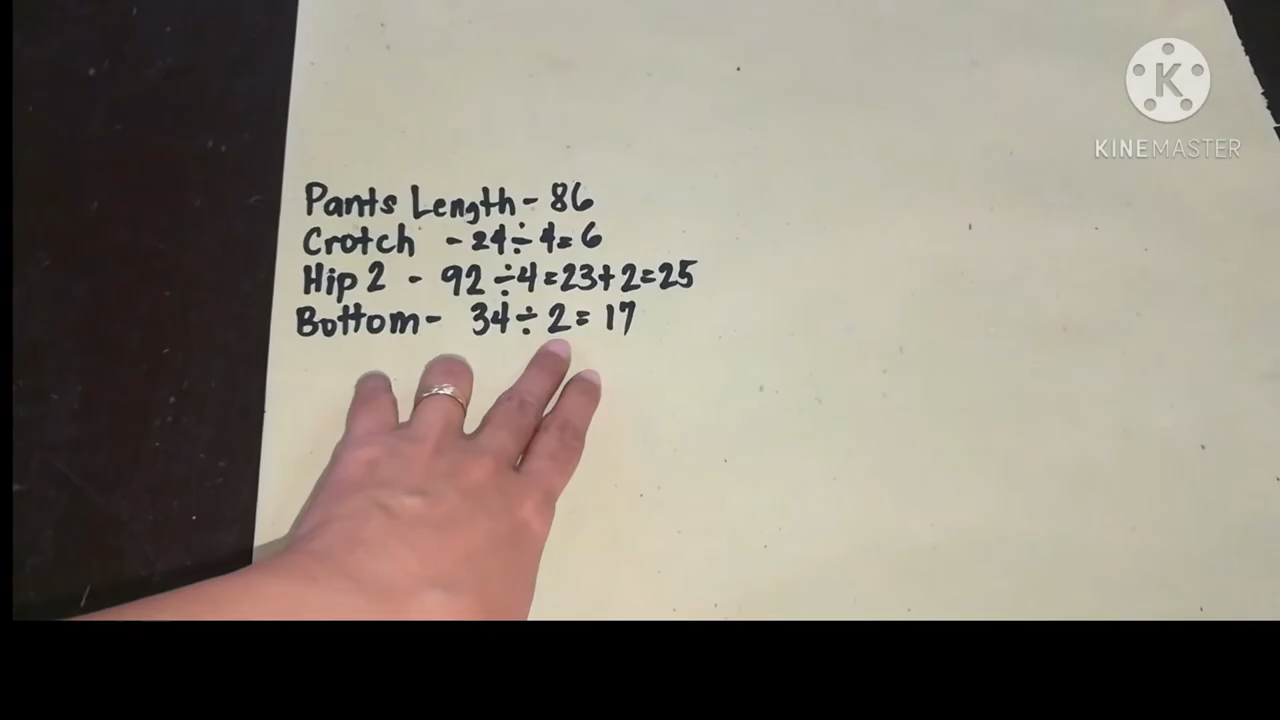 Pants Length - 86
Crotch - 24 ÷ 4 = 6
Hip 2 - 92 ÷ 4 = 23 + 2 = 25
Bottom - 34 ÷ 2 = 17
K
KINEMASTER